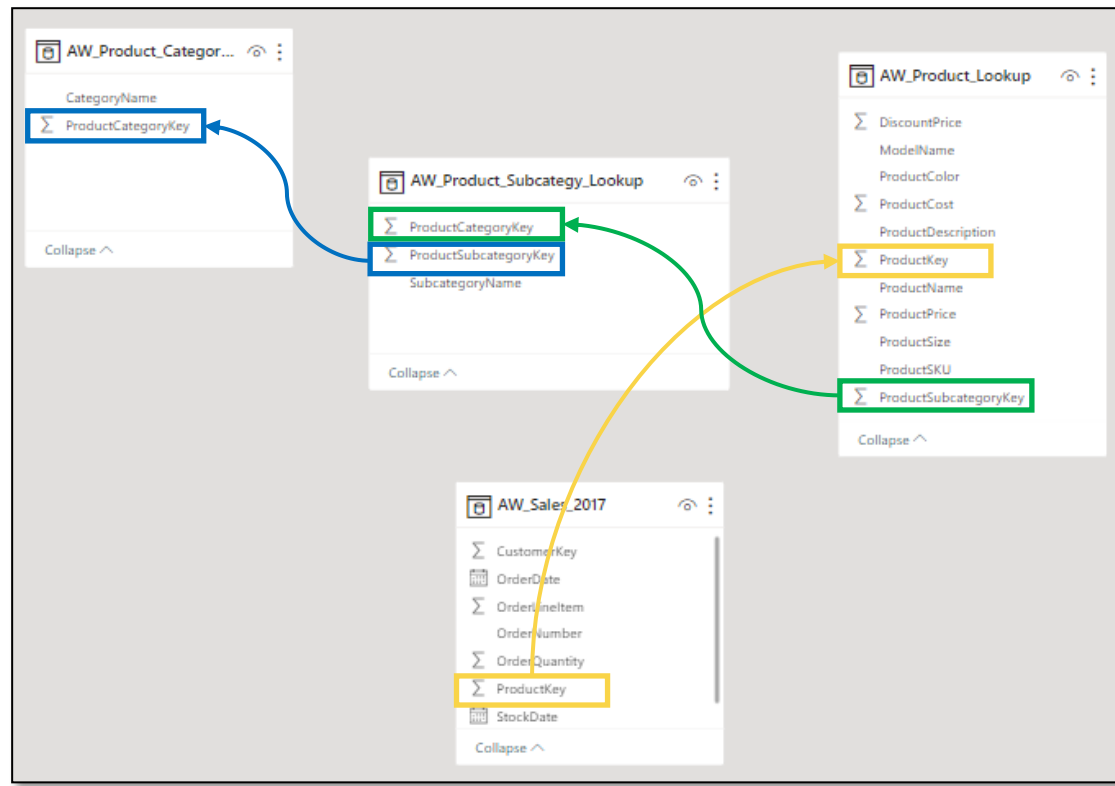 AW_Product_Categor...
CategoryName
ProductCategoryKey
Collapse
AW_Product_Subcategy_Lookup
ProductCategoryKey
ProductSubcategoryKey
SubcategoryName
Collapse
AW_Product_Lookup
DiscountPrice
ModelName
ProductColor
ProductCost
ProductDescription
ProductKey
ProductName
ProductPrice
ProductSize
ProductSKU
ProductSubcategoryKey
Collapse
AW_Sales_2017
CustomerKey
OrderDate
OrderLineItem
OrderNumber
OrderQuantity
ProductKey
StockDate
Collapse